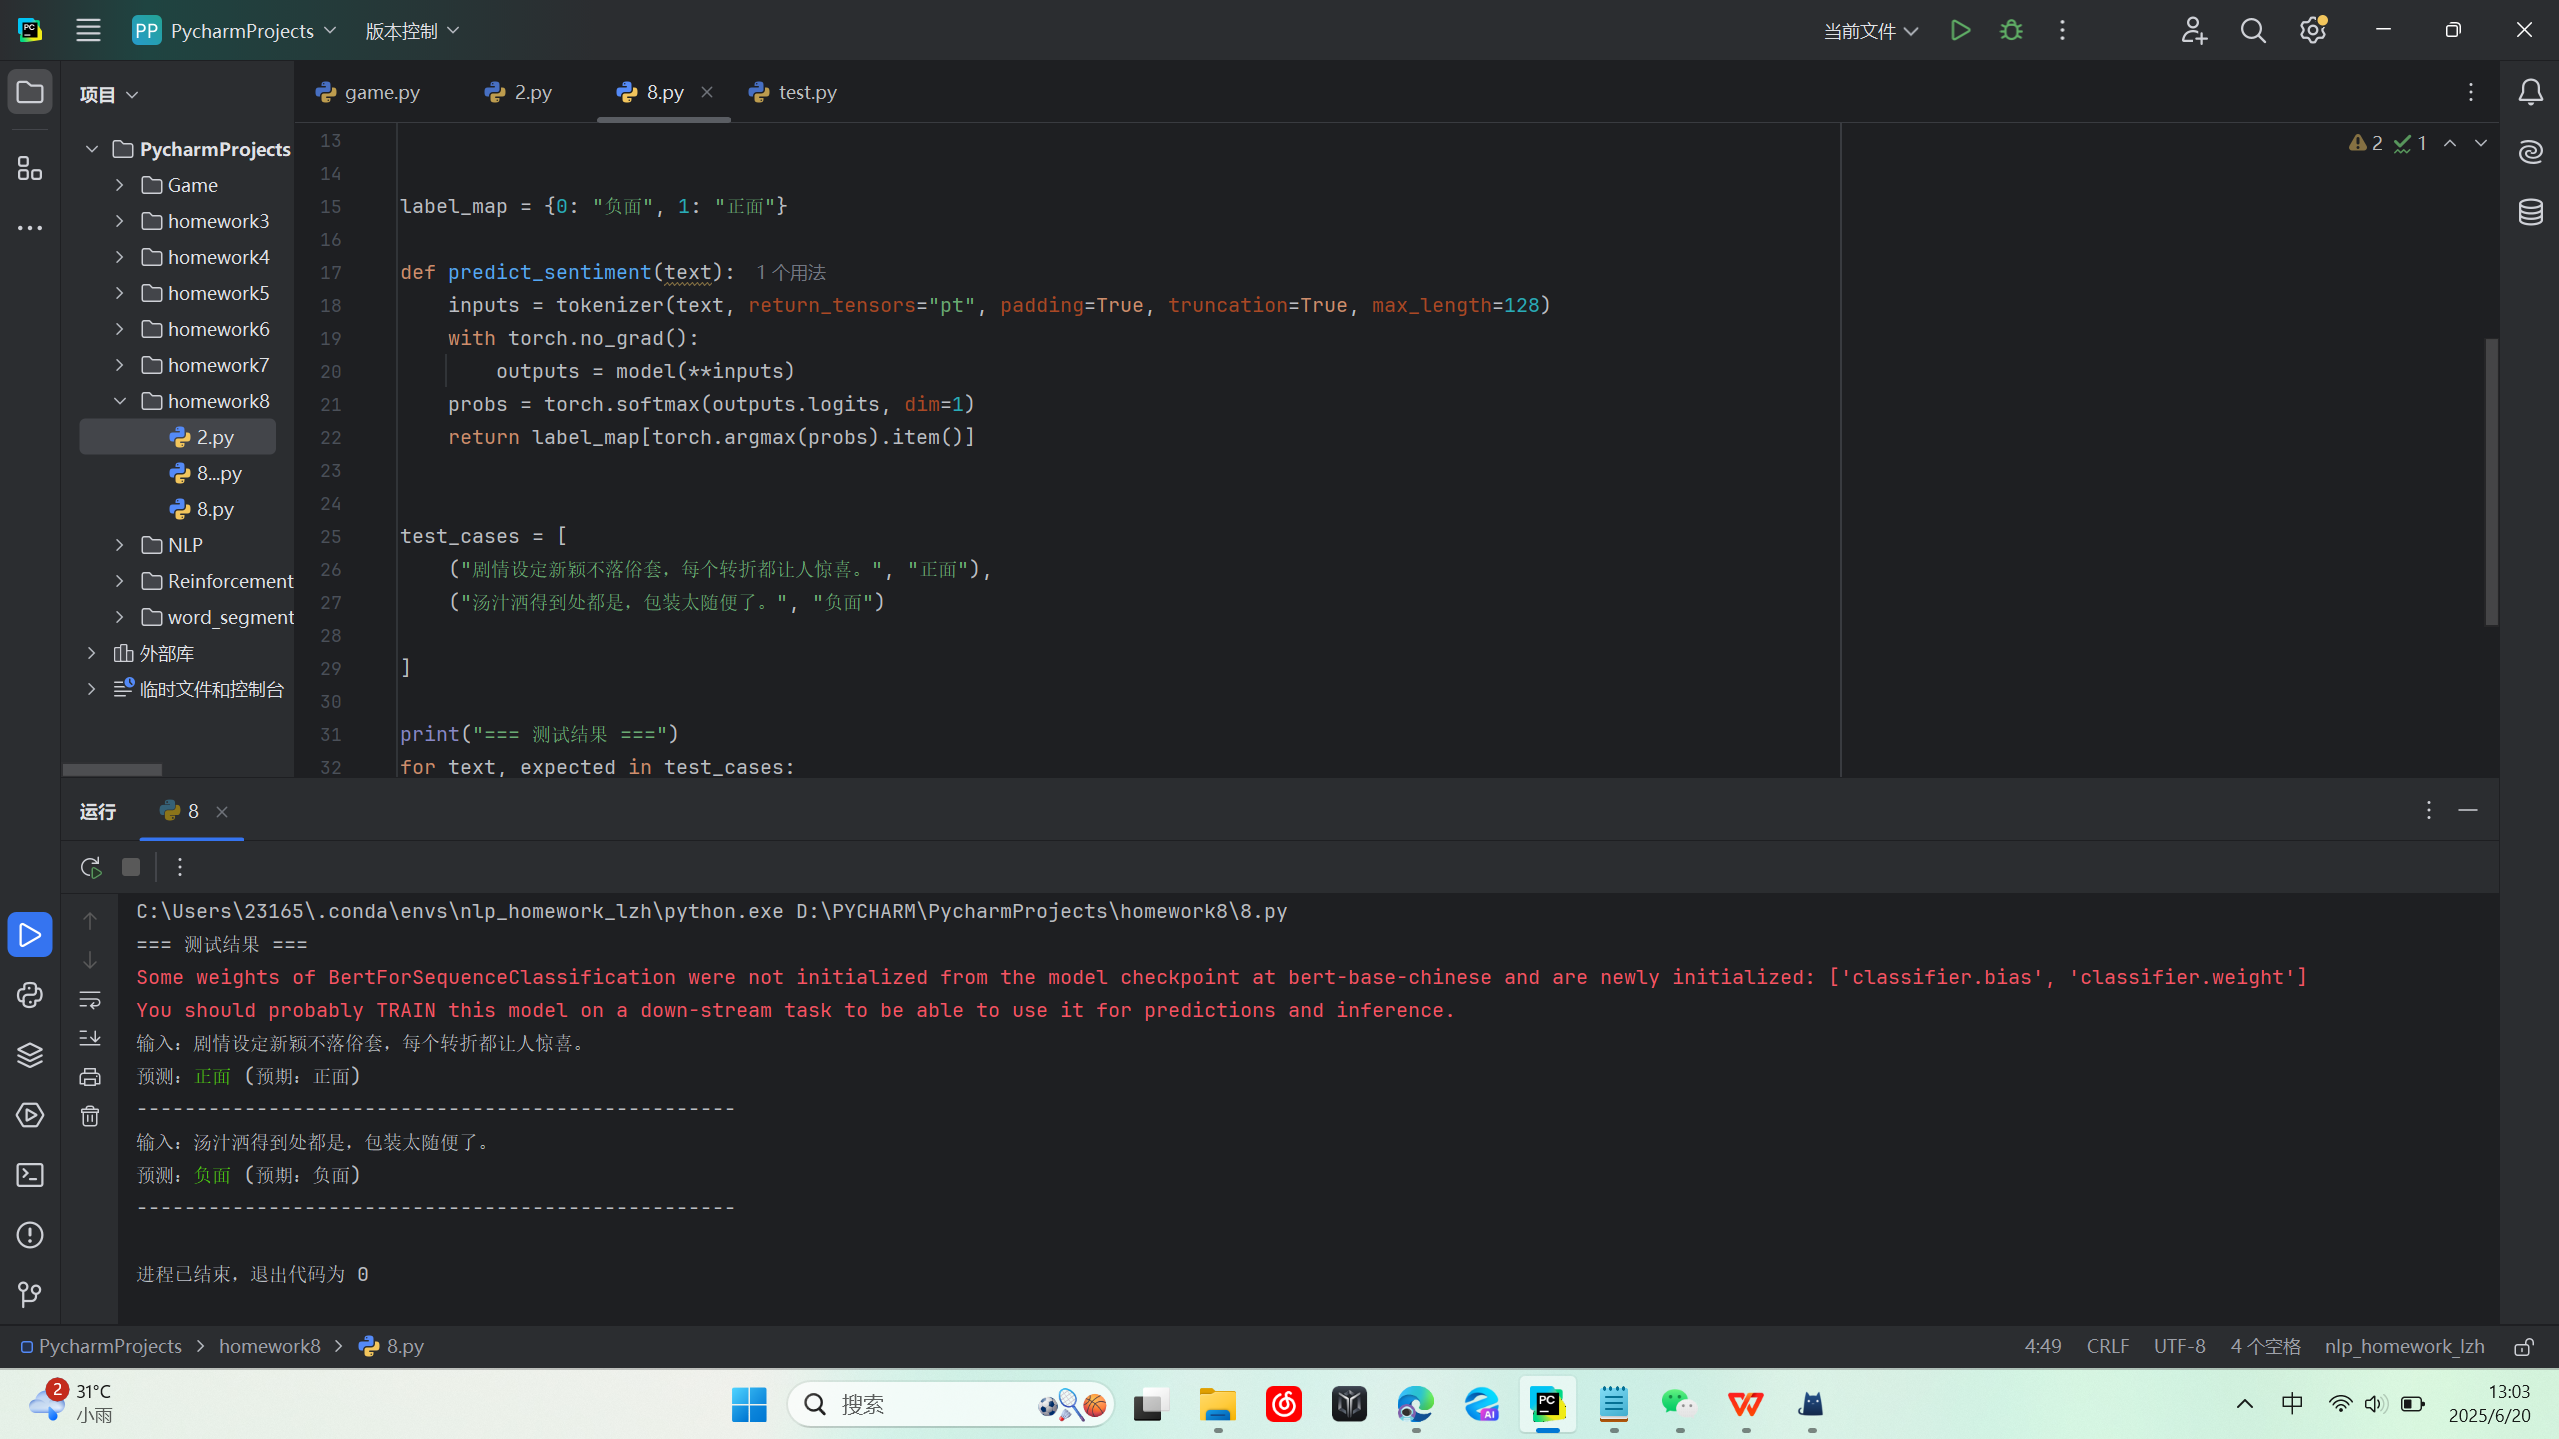 PC
PP PycharmProjects 版本控制 当前文件
项目
game.py 2.py 8.py test.py
PycharmProjects
Game
homework3
homework4
homework5
homework6
homework7
homework8
2.py
8...py
8.py
NLP
Reinforcement
word_segment
外部库
临时文件和控制台
2 1
13
14
15 label_map = {0: "负面", 1: "正面"}
16
17 def predict_sentiment(text): 1 个用法
18 inputs = tokenizer(text, return_tensors="pt", padding=True, truncation=True, max_length=128)
19 with torch.no_grad():
20 outputs = model(**inputs)
21 probs = torch.softmax(outputs.logits, dim=1)
22 return label_map[torch.argmax(probs).item()]
23
24
25 test_cases = [
26 ("剧情设定新颖不落俗套，每个转折都让人惊喜。", "正面"),
27 ("汤汁洒得到处都是，包装太随便了。", "负面")
28
29 ]
30
31 print("=== 测试结果 ===")
32 for text, expected in test_cases:
运行 8
C:\Users\23165\.conda\envs\nlp_homework_lzh\python.exe D:\PYCHARM\PycharmProjects\homework8\8.py
=== 测试结果 ===
Some weights of BertForSequenceClassification were not initialized from the model checkpoint at bert-base-chinese and are newly initialized: ['classifier.bias', 'classifier.weight']
You should probably TRAIN this model on a down-stream task to be able to use it for predictions and inference.
输入：剧情设定新颖不落俗套，每个转折都让人惊喜。
预测：正面 (预期：正面)
--------------------------------------------------
输入：汤汁洒得到处都是，包装太随便了。
预测：负面 (预期：负面)
--------------------------------------------------
进程已结束，退出代码为 0
PycharmProjects > homework8 > 8.py 4:49 CRLF UTF-8 4 个空格 nlp_homework_lzh
2 31°C
小雨
搜索
AI
PC
中
13:03
2025/6/20